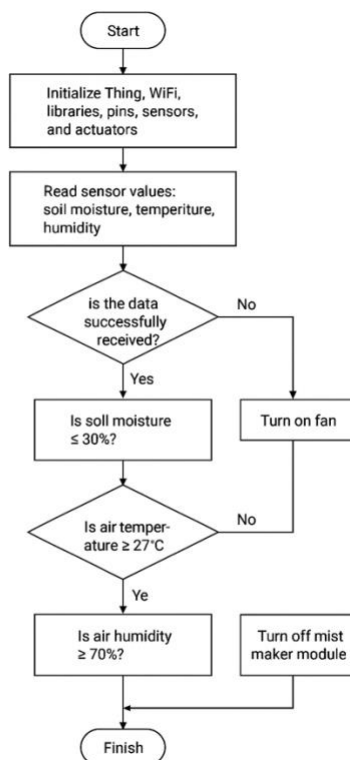 Start
Initialize Thing, WiFi,
libraries, pins, sensors,
and actuators
Read sensor values:
soil moisture, temperiture,
humidity
is the data
successfully
received?
No
Yes
Is soll moisture
≤ 30%?
Turn on fan
Is air temper-
ature ≥ 27°C
No
Ye
Is air humidity
≥ 70%?
Turn off mist
maker module
Finish